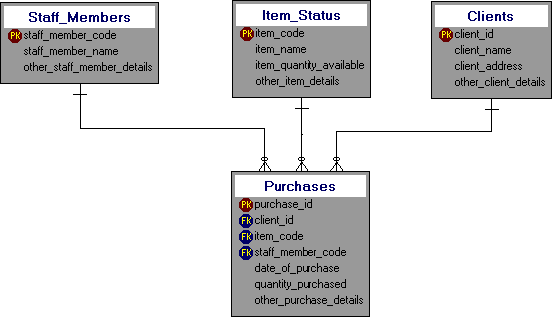 Staff_Members
PK staff_member_code
staff_member_name
other_staff_member_details
Item_Status
PK item_code
item_name
item_quantity_available
other_item_details
Clients
PK client_id
client_name
client_address
other_client_details
Purchases
PK purchase_id
FK client_id
FK item_code
FK staff_member_code
date_of_purchase
quantity_purchased
other_purchase_details